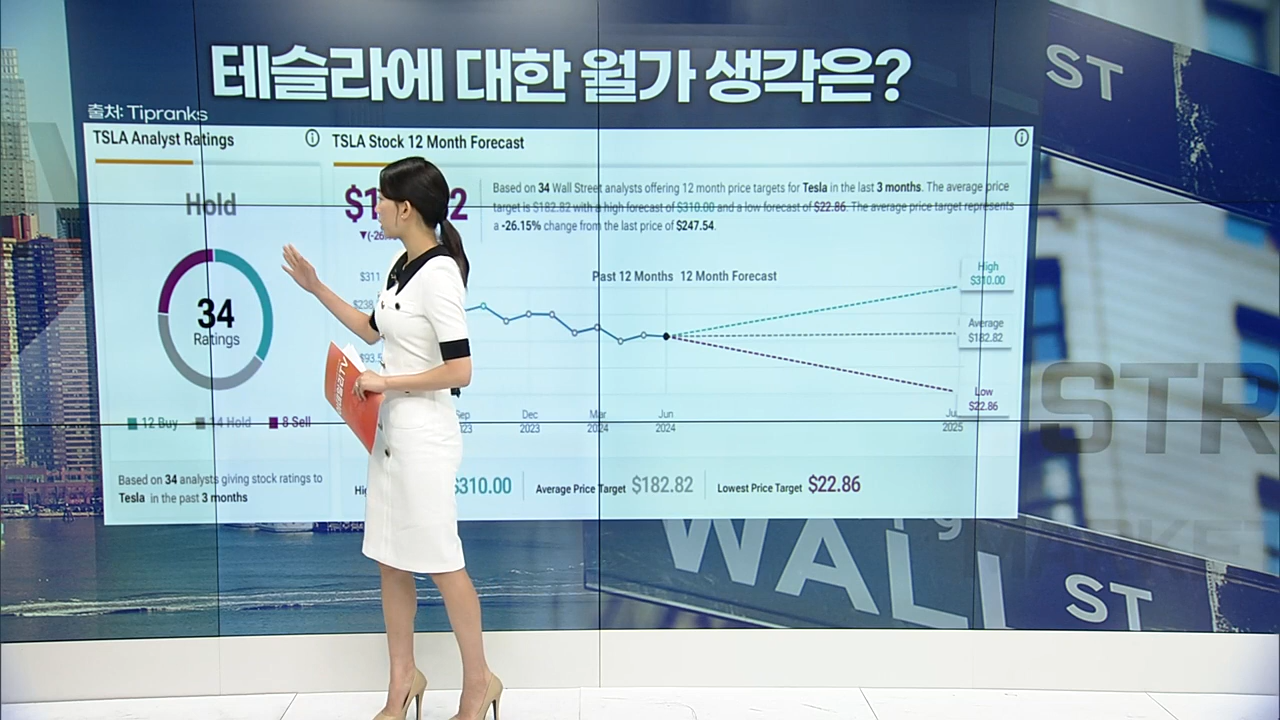 테슬라에 대한 월가 생각은?
출처: Tipranks
TSLA Analyst Ratings
TSLA Stock 12 Month Forecast
Hold
34
Ratings
12 Buy 14 Hold 8 Sell
Based on 34 analysts giving stock ratings to
Tesla in the past 3 months
Based on 34 Wall Street analysts offering 12 month price targets for Tesla in the last 3 months. The average price
target is $182.82 with a high forecast of $310.00 and a low forecast of $22.86. The average price target represents
a -26.15% change from the last price of $247.54.
Past 12 Months 12 Month Forecast
$311
High
$310.00
Average
$182.82
Low
$22.86
Dec
2023
Mar
2024
Jun
2024
2025
$310.00
Average Price Target $182.82
Lowest Price Target $22.86
ST
STR
WALL
ST
MARKET